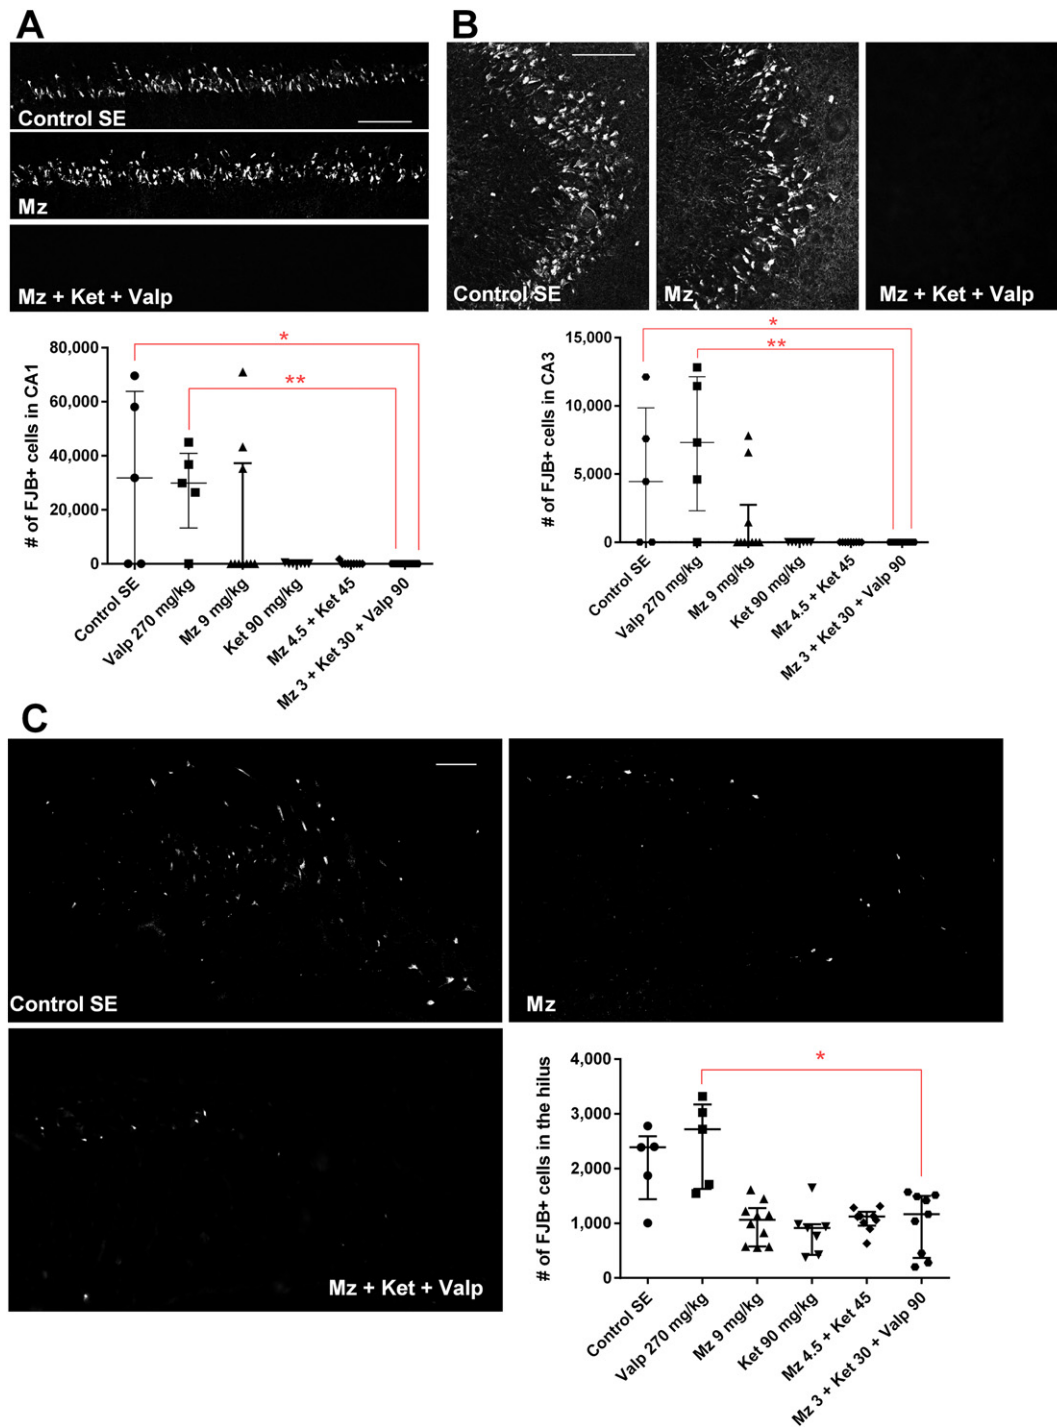 A
Control SE
Mz
Mz + Ket + Valp
*
**
# of FJB+ cells in CA1
80,000
60,000
40,000
20,000
0
Control SE
Valp 270 mg/kg
Mz 9 mg/kg
Ket 90 mg/kg
Mz 4.5 + Ket 45
Mz 3 + Ket 30 + Valp 90
B
Control SE
Mz
Mz + Ket + Valp
*
**
# of FJB+ cells in CA3
15,000
10,000
5,000
0
Control SE
Valp 270 mg/kg
Mz 9 mg/kg
Ket 90 mg/kg
Mz 4.5 + Ket 45
Mz 3 + Ket 30 + Valp 90
C
Control SE
Mz
Mz + Ket + Valp
*
# of FJB+ cells in the hilus
4,000
3,000
2,000
1,000
0
Control SE
Valp 270 mg/kg
Mz 9 mg/kg
Ket 90 mg/kg
Mz 4.5 + Ket 45
Mz 3 + Ket 30 + Valp 90